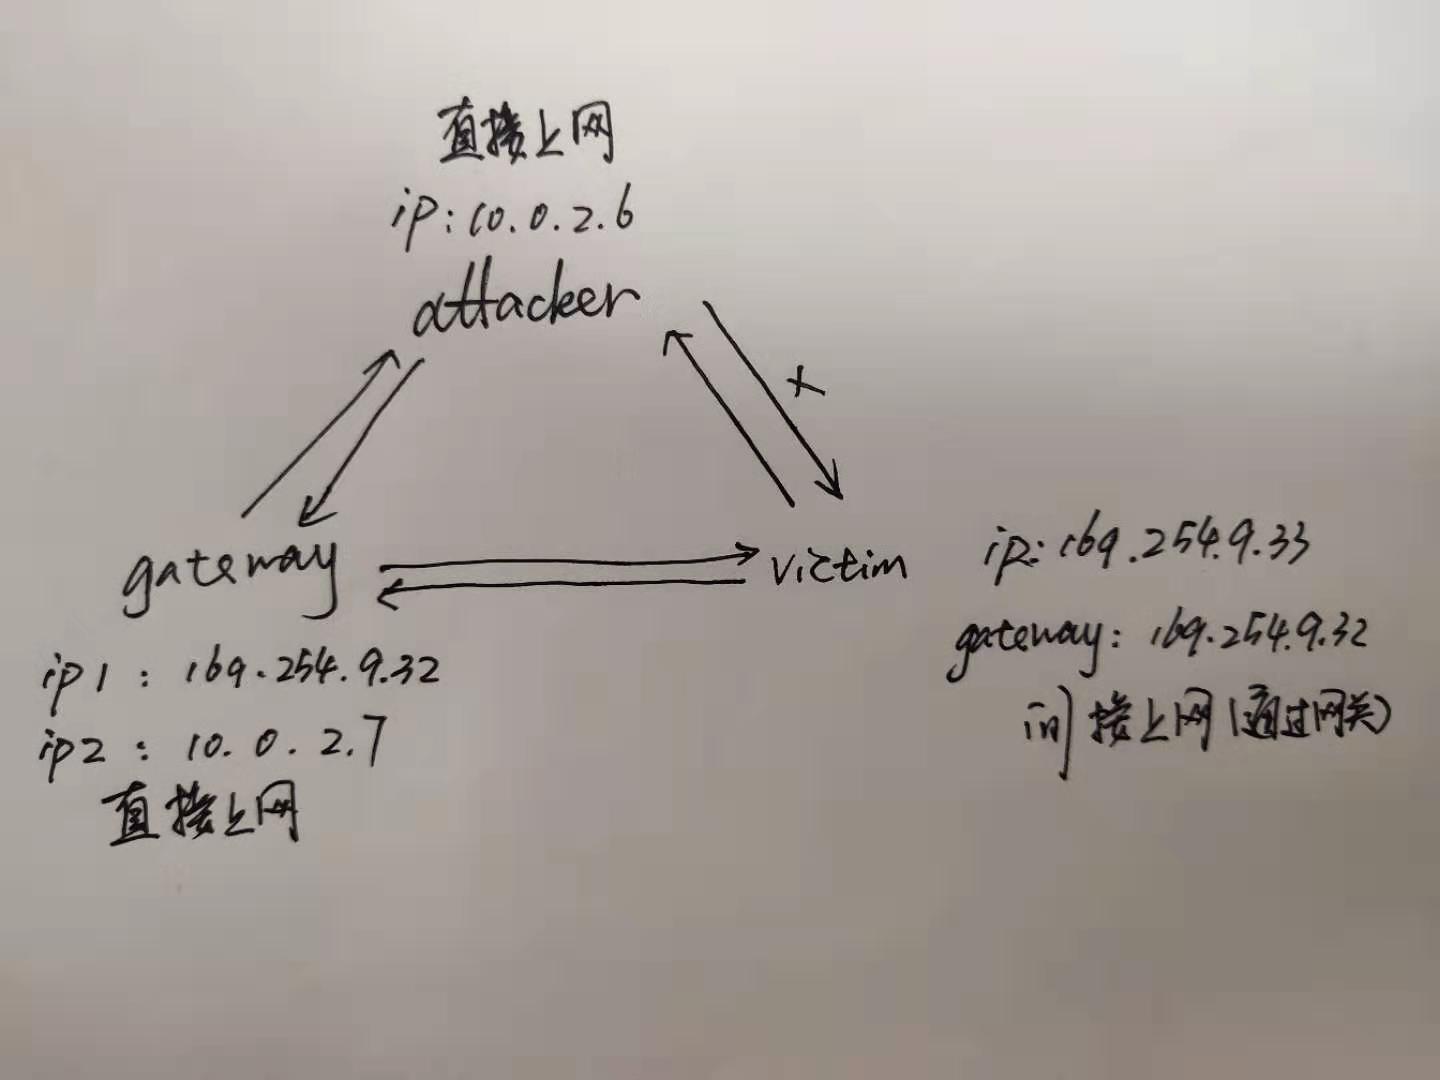 直接上网
ip:10.0.2.6
attacker
x
gateway
victim
ip:169.254.9.33
gateway:169.254.9.32
间接上网(通过网关)
ip1:169.254.9.32
ip2:10.0.2.7
直接上网